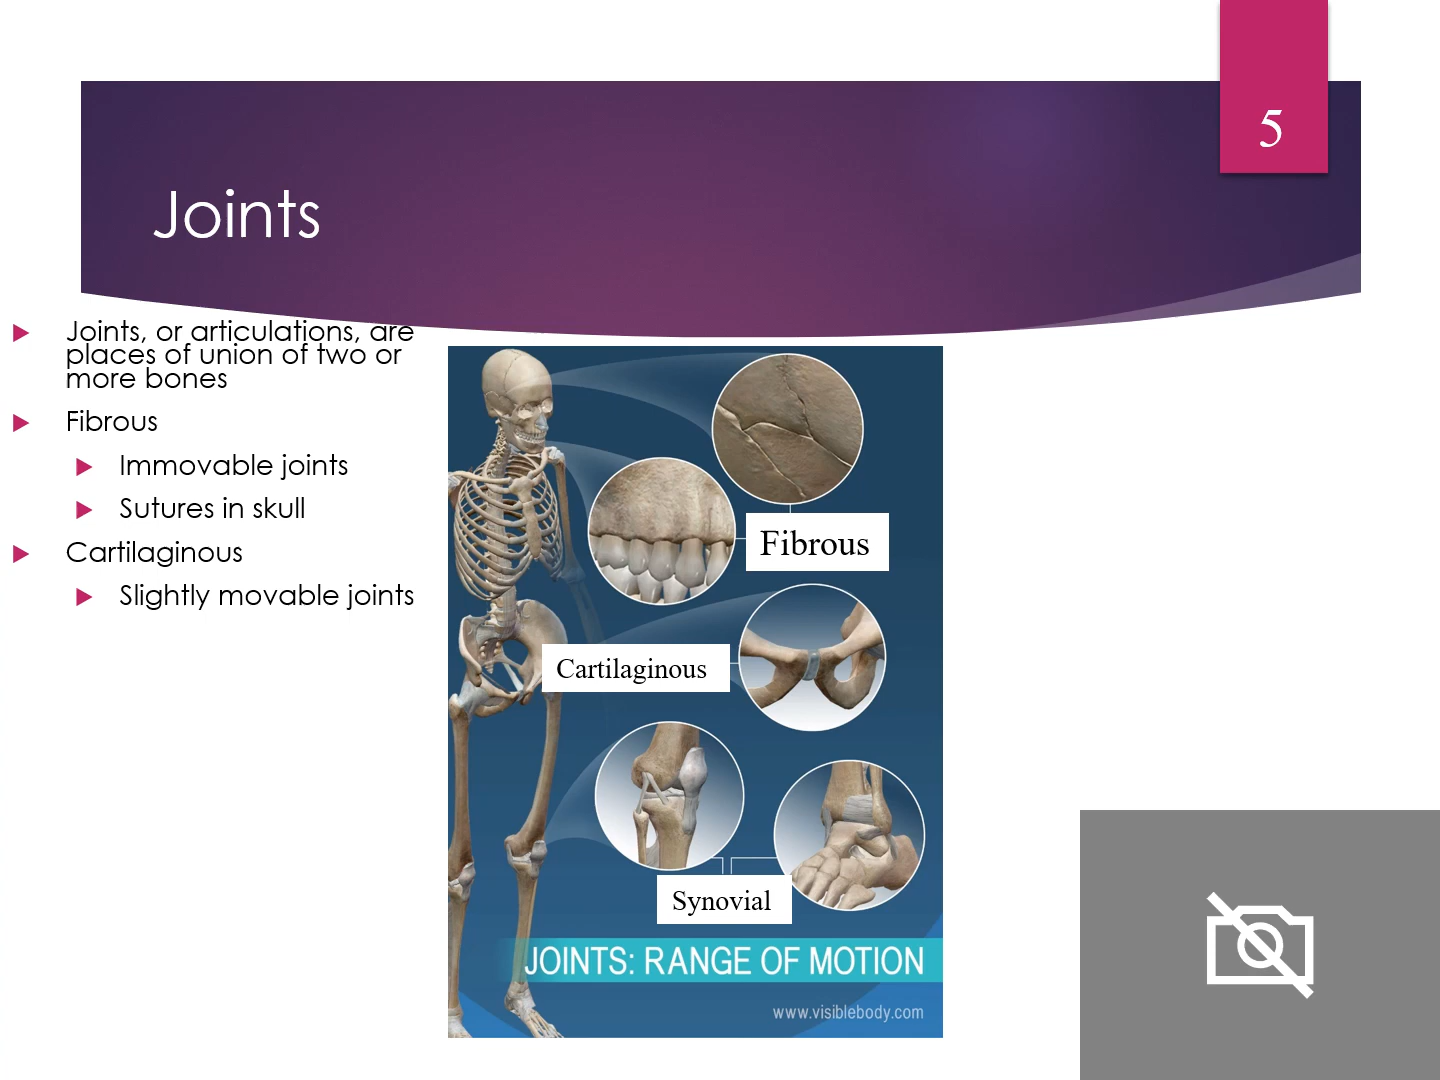 5
Joints
Joints, or articulations, are
places of union of two or
more bones
Fibrous
Immovable joints
Sutures in skull
Cartilaginous
Slightly movable joints
Fibrous
Cartilaginous
Synovial
JOINTS: RANGE OF MOTION
www.visiblebody.com